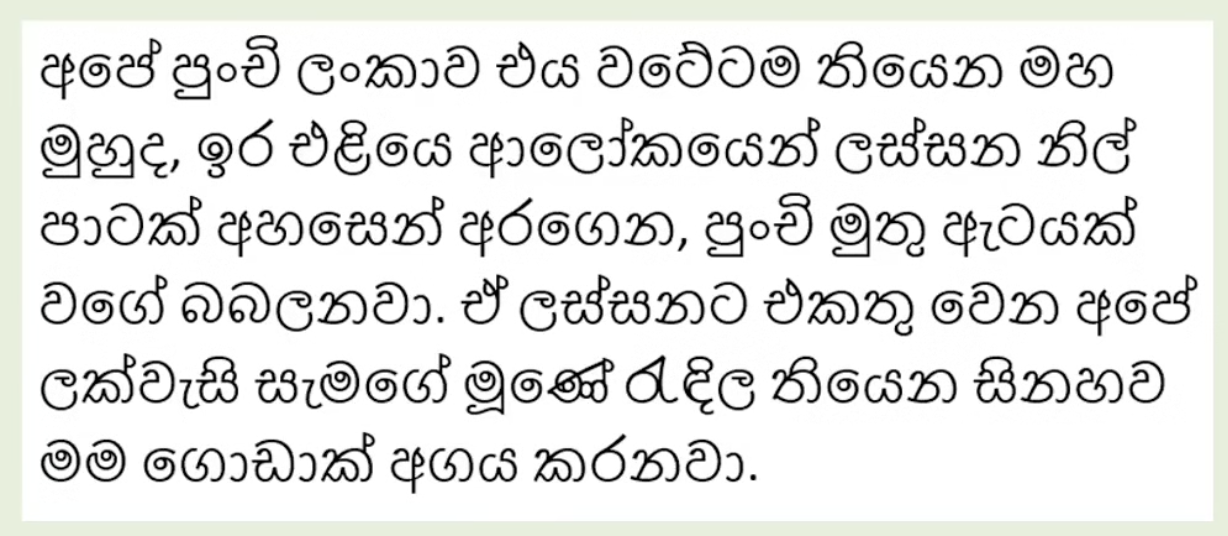 අපේ පුංචි ලංකාව එය වටේටම තියෙන මහ
මුහුද, ඉර එළියෙ ආලෝකයෙන් ලස්සන නිල්
පාටක් අහසෙන් අරගෙන, පුංචි මුතු ඇටයක්
වගේ බබලනවා. ඒ ලස්සනට එකතු වෙන අපේ
ලක්වැසි සැමගේ මූණේ රැඳිල තියෙන සිනහව
මම ගොඩාක් අගය කරනවා.